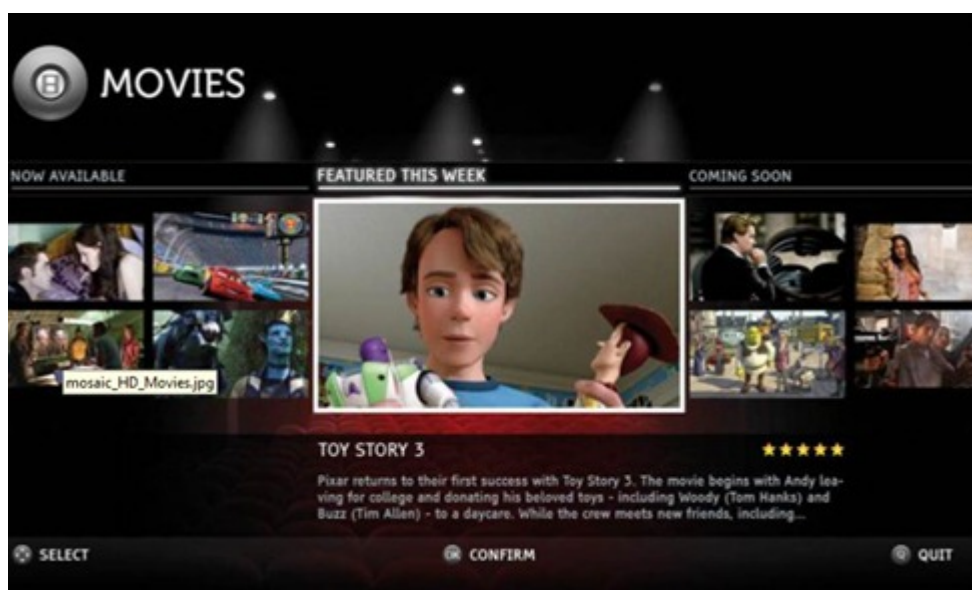 MOVIES
NOW AVAILABLE
FEATURED THIS WEEK
COMING SOON
mosaic_HD_Movies.jpg
TOY STORY 3
Pixar returns to their first success with Toy Story 3. The movie begins with Andy lea-
ving for college and donating his beloved toys - including Woody (Tom Hanks) and
Buzz (Tim Allen) - to a daycare. While the crew meets new friends, including...
SELECT
OK CONFIRM
QUIT